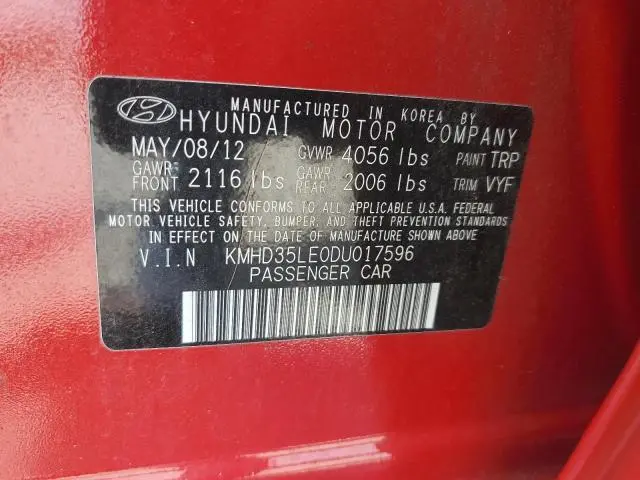 MANUFACTURED IN KOREA BY
HYUNDAI MOTOR COMPANY
MAY/08/12 GVWR 4056 lbs PAINT TRP
GAWR FRONT 2116 lbs GAWR REAR 2006 lbs TRIM VYF
THIS VEHICLE CONFORMS TO ALL APPLICABLE U.S.A. FEDERAL
MOTOR VEHICLE SAFETY, BUMPER, AND THEFT PREVENTION
STANDARDS IN EFFECT ON THE DATE OF MANUFACTURE SHOWN ABOVE.
V.I.N KMHD35LE0DU017596
PASSENGER CAR